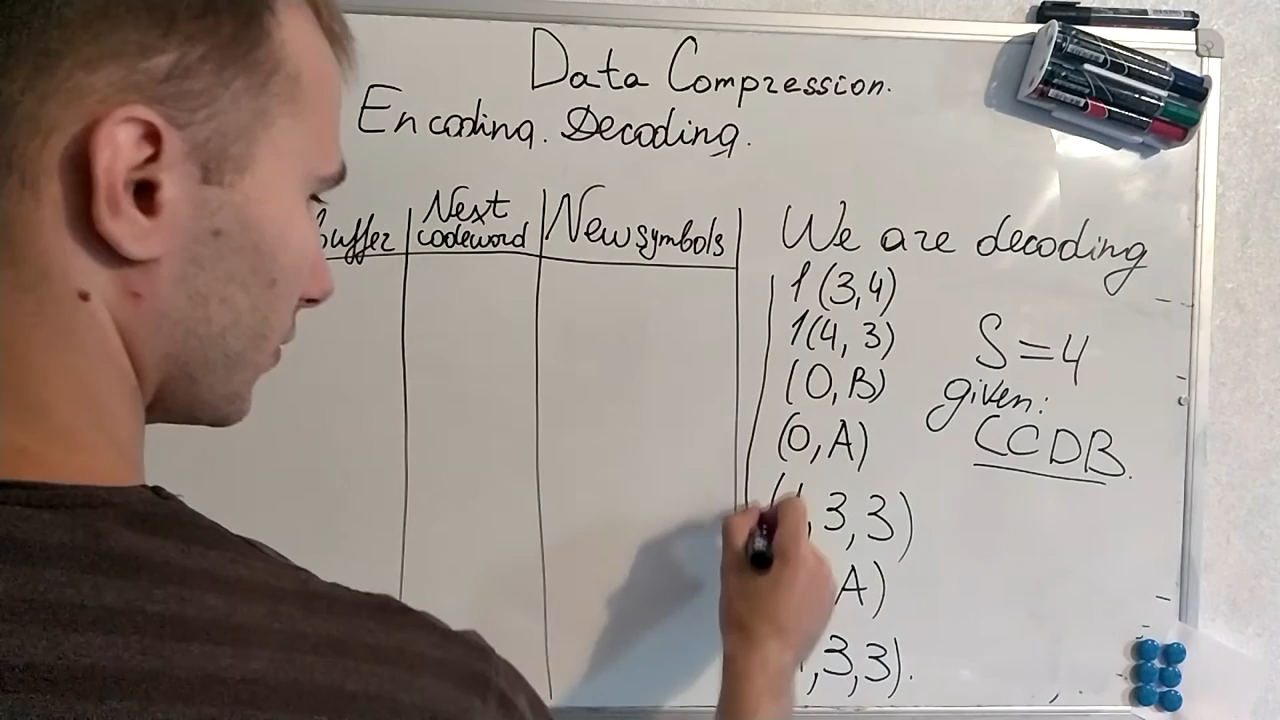 Data Compression.
Encoding. Decoding.
buffer
Next
codeword
New symbols
We are decoding
1(3,4)
1(4,3)
(0,B)
(0,A)
,3,3)
A)
,3,3).
S=4
given:
CCDB.